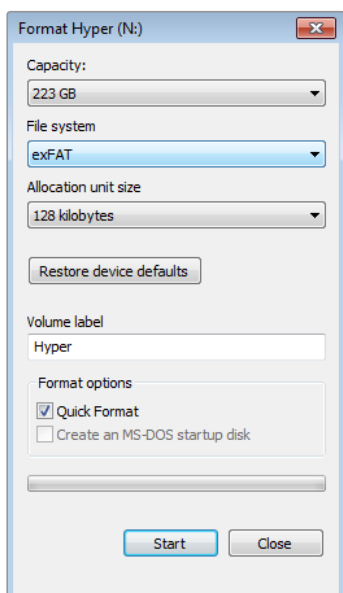 Format Hyper (N:)
Capacity:
223 GB
File system
exFAT
Allocation unit size
128 kilobytes
Restore device defaults
Volume label
Hyper
Format options
Quick Format
Create an MS-DOS startup disk
Start Close